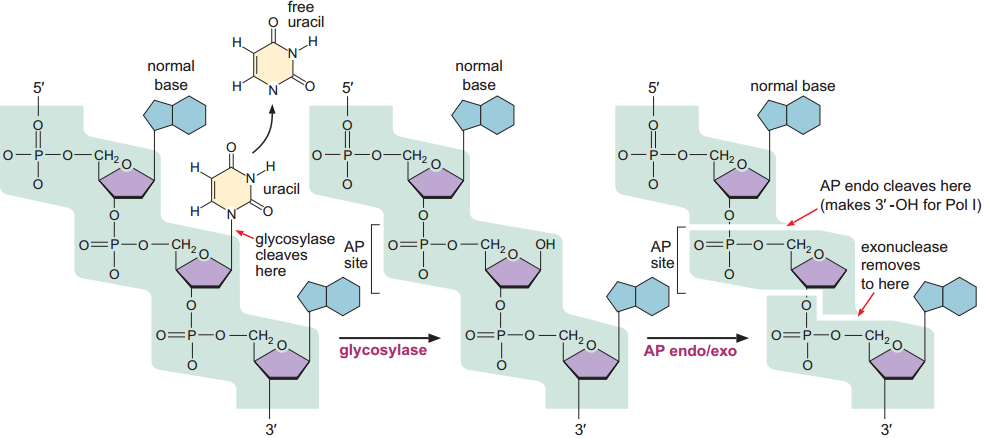 free
uracil
O
H
H
N
H
N
O
normal
base
5′
O
O–P–O–CH2
O
O
O
H
H
N–H
uracil
N
O
O
O=P–O–CH2
O
O
glycosylase
cleaves
here
O
O=P–O–CH2
O
O
3′
glycosylase
normal
base
5′
O
O–P–O–CH2
O
O
AP
site
O
O=P–O–CH2
O
OH
O
O
O=P–O–CH2
O
O
3′
AP endo/exo
normal base
5′
O
O–P–O–CH2
O
O
AP endo cleaves here
(makes 3′-OH for Pol I)
AP
site
O
O=P–O–CH2
O
O
exonuclease
removes
to here
O
O=P–O–CH2
O
O
3′